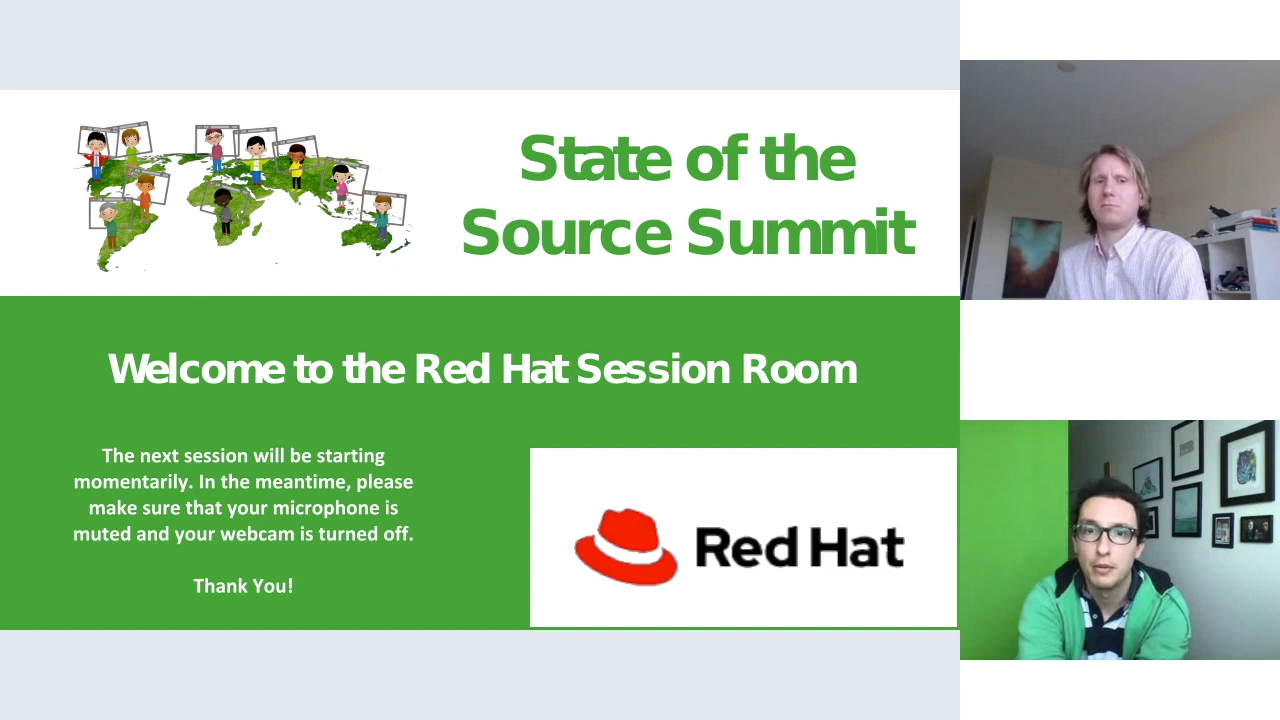 State of the
Source Summit
Welcome to the Red Hat Session Room
The next session will be starting
momentarily. In the meantime, please
make sure that your microphone is
muted and your webcam is turned off.
Thank You!
Red Hat